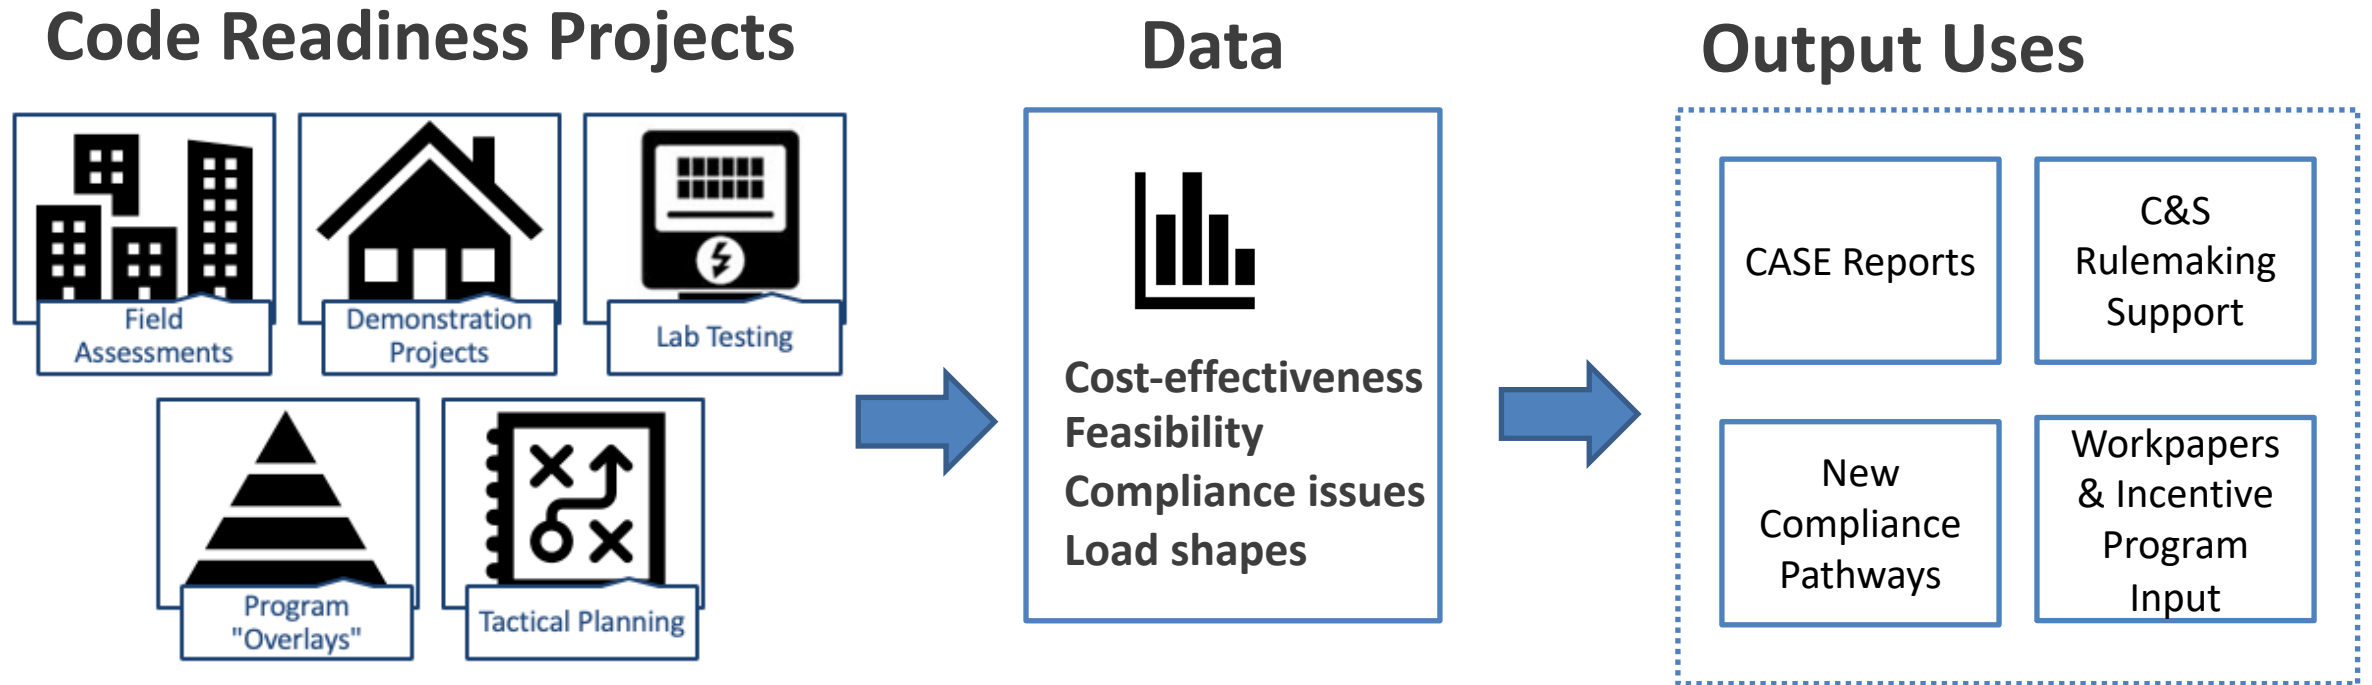 Code Readiness Projects
Field
Assessments
Demonstration
Projects
Lab Testing
Program
"Overlays"
Tactical Planning
Data
Cost-effectiveness
Feasibility
Compliance issues
Load shapes
Output Uses
CASE Reports
C&S
Rulemaking
Support
New
Compliance
Pathways
Workpapers
& Incentive
Program
Input